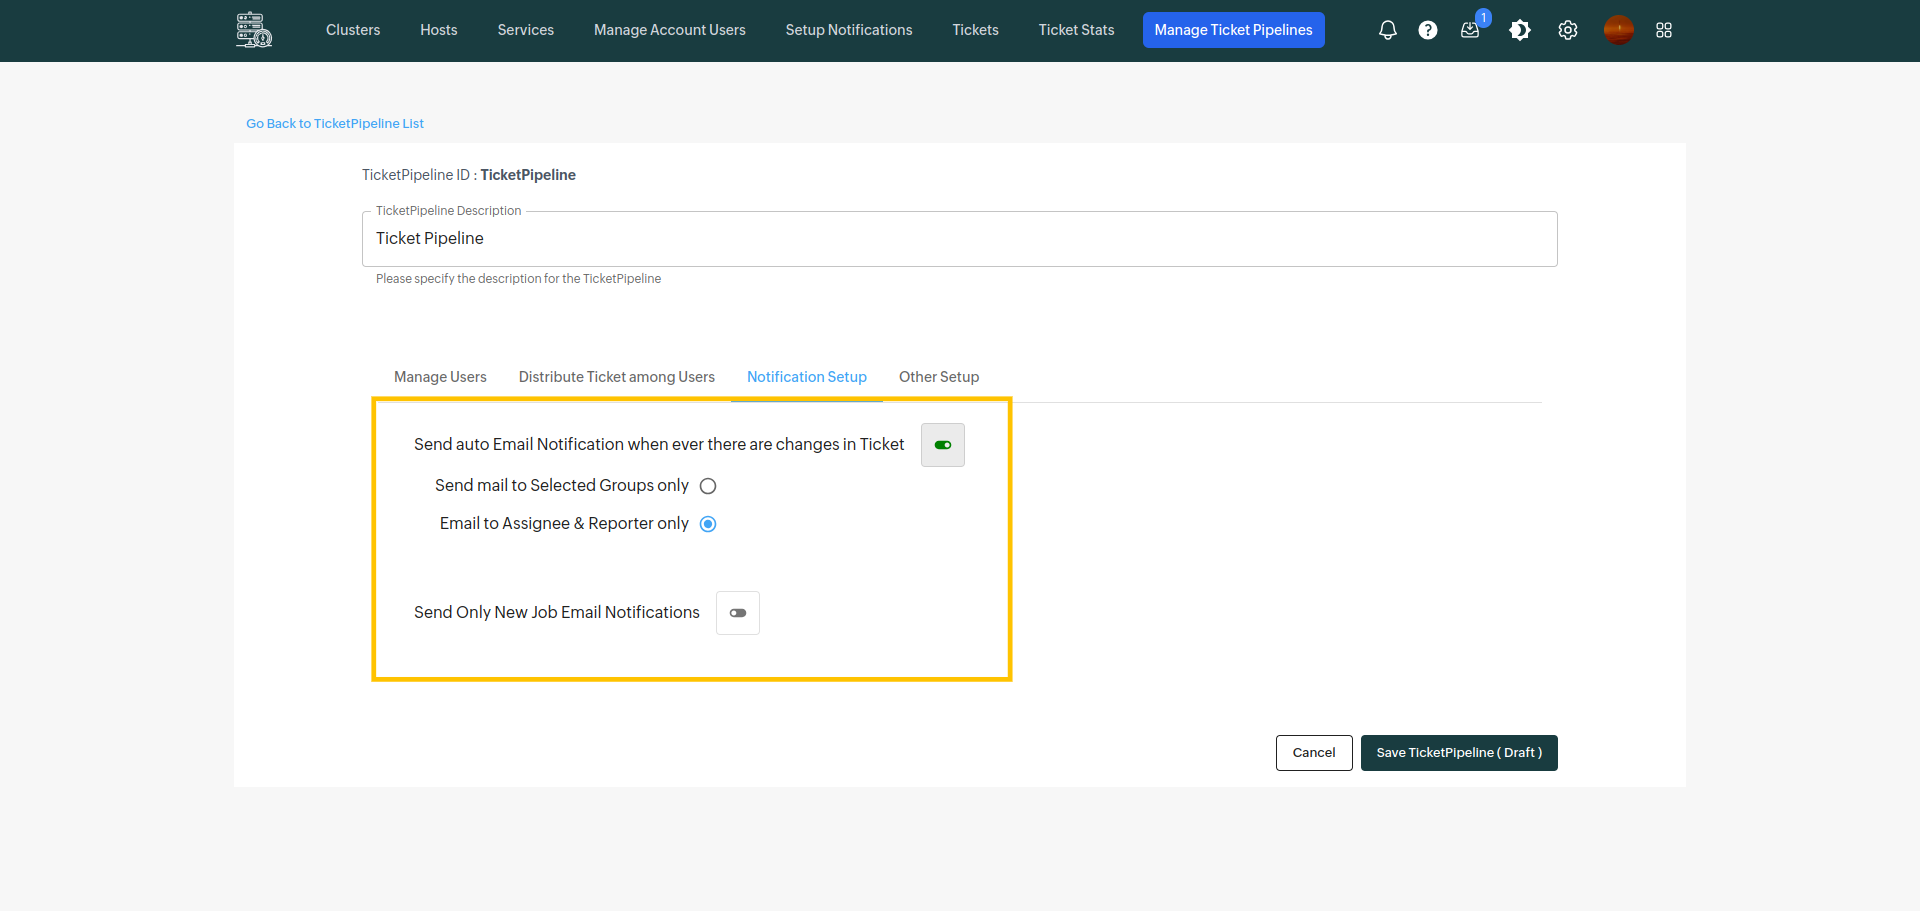 Clusters
Hosts
Services
Manage Account Users
Setup Notifications
Tickets
Ticket Stats
Manage Ticket Pipelines
1
Go Back to TicketPipeline List
TicketPipeline ID : TicketPipeline
TicketPipeline Description
Ticket Pipeline
Please specify the description for the TicketPipeline
Manage Users
Distribute Ticket among Users
Notification Setup
Other Setup
Send auto Email Notification when ever there are changes in Ticket
Send mail to Selected Groups only
Email to Assignee & Reporter only
Send Only New Job Email Notifications
Cancel
Save TicketPipeline ( Draft )